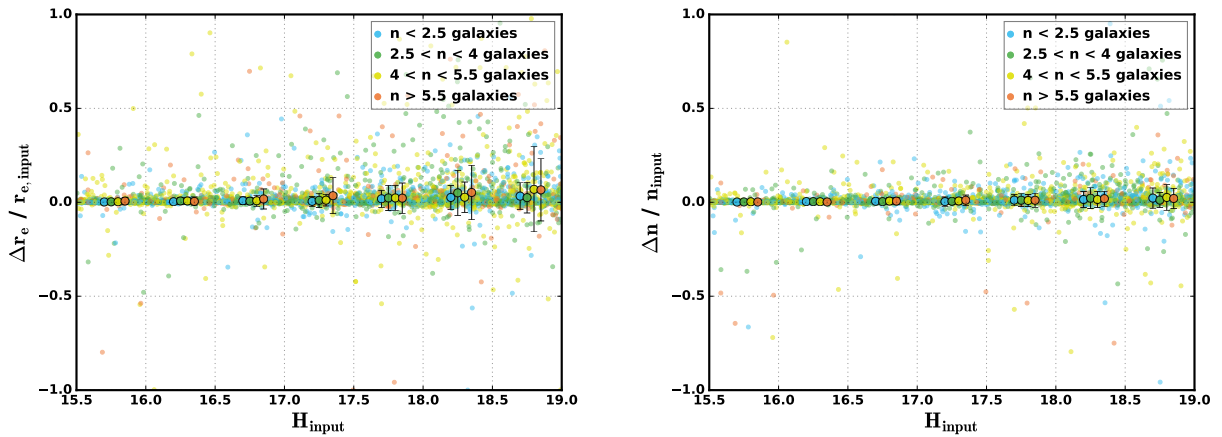 n < 2.5 galaxies
2.5 < n < 4 galaxies
4 < n < 5.5 galaxies
n > 5.5 galaxies
1.0
0.5
0.0
−0.5
−1.0
Δr_e / r_e,input
15.5 16.0 16.5 17.0 17.5 18.0 18.5 19.0
H_input
n < 2.5 galaxies
2.5 < n < 4 galaxies
4 < n < 5.5 galaxies
n > 5.5 galaxies
1.0
0.5
0.0
−0.5
−1.0
Δn / n_input
15.5 16.0 16.5 17.0 17.5 18.0 18.5 19.0
H_input